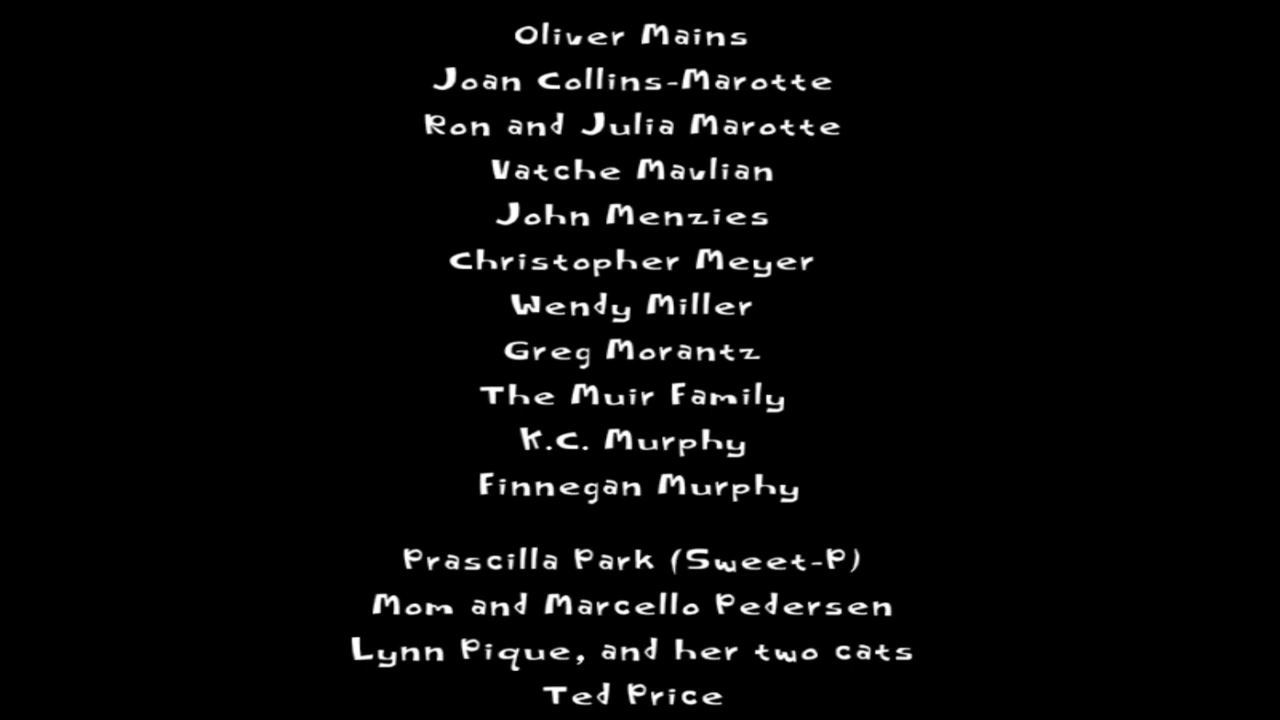 Oliver Mains
Joan Collins-Marotte
Ron and Julia Marotte
Vatche Mavlian
John Menzies
Christopher Meyer
Wendy Miller
Greg Morantz
The Muir Family
K.C. Murphy
Finnegan Murphy
Prascilla Park (Sweet-P)
Mom and Marcello Pedersen
Lynn Pique, and her two cats
Ted Price